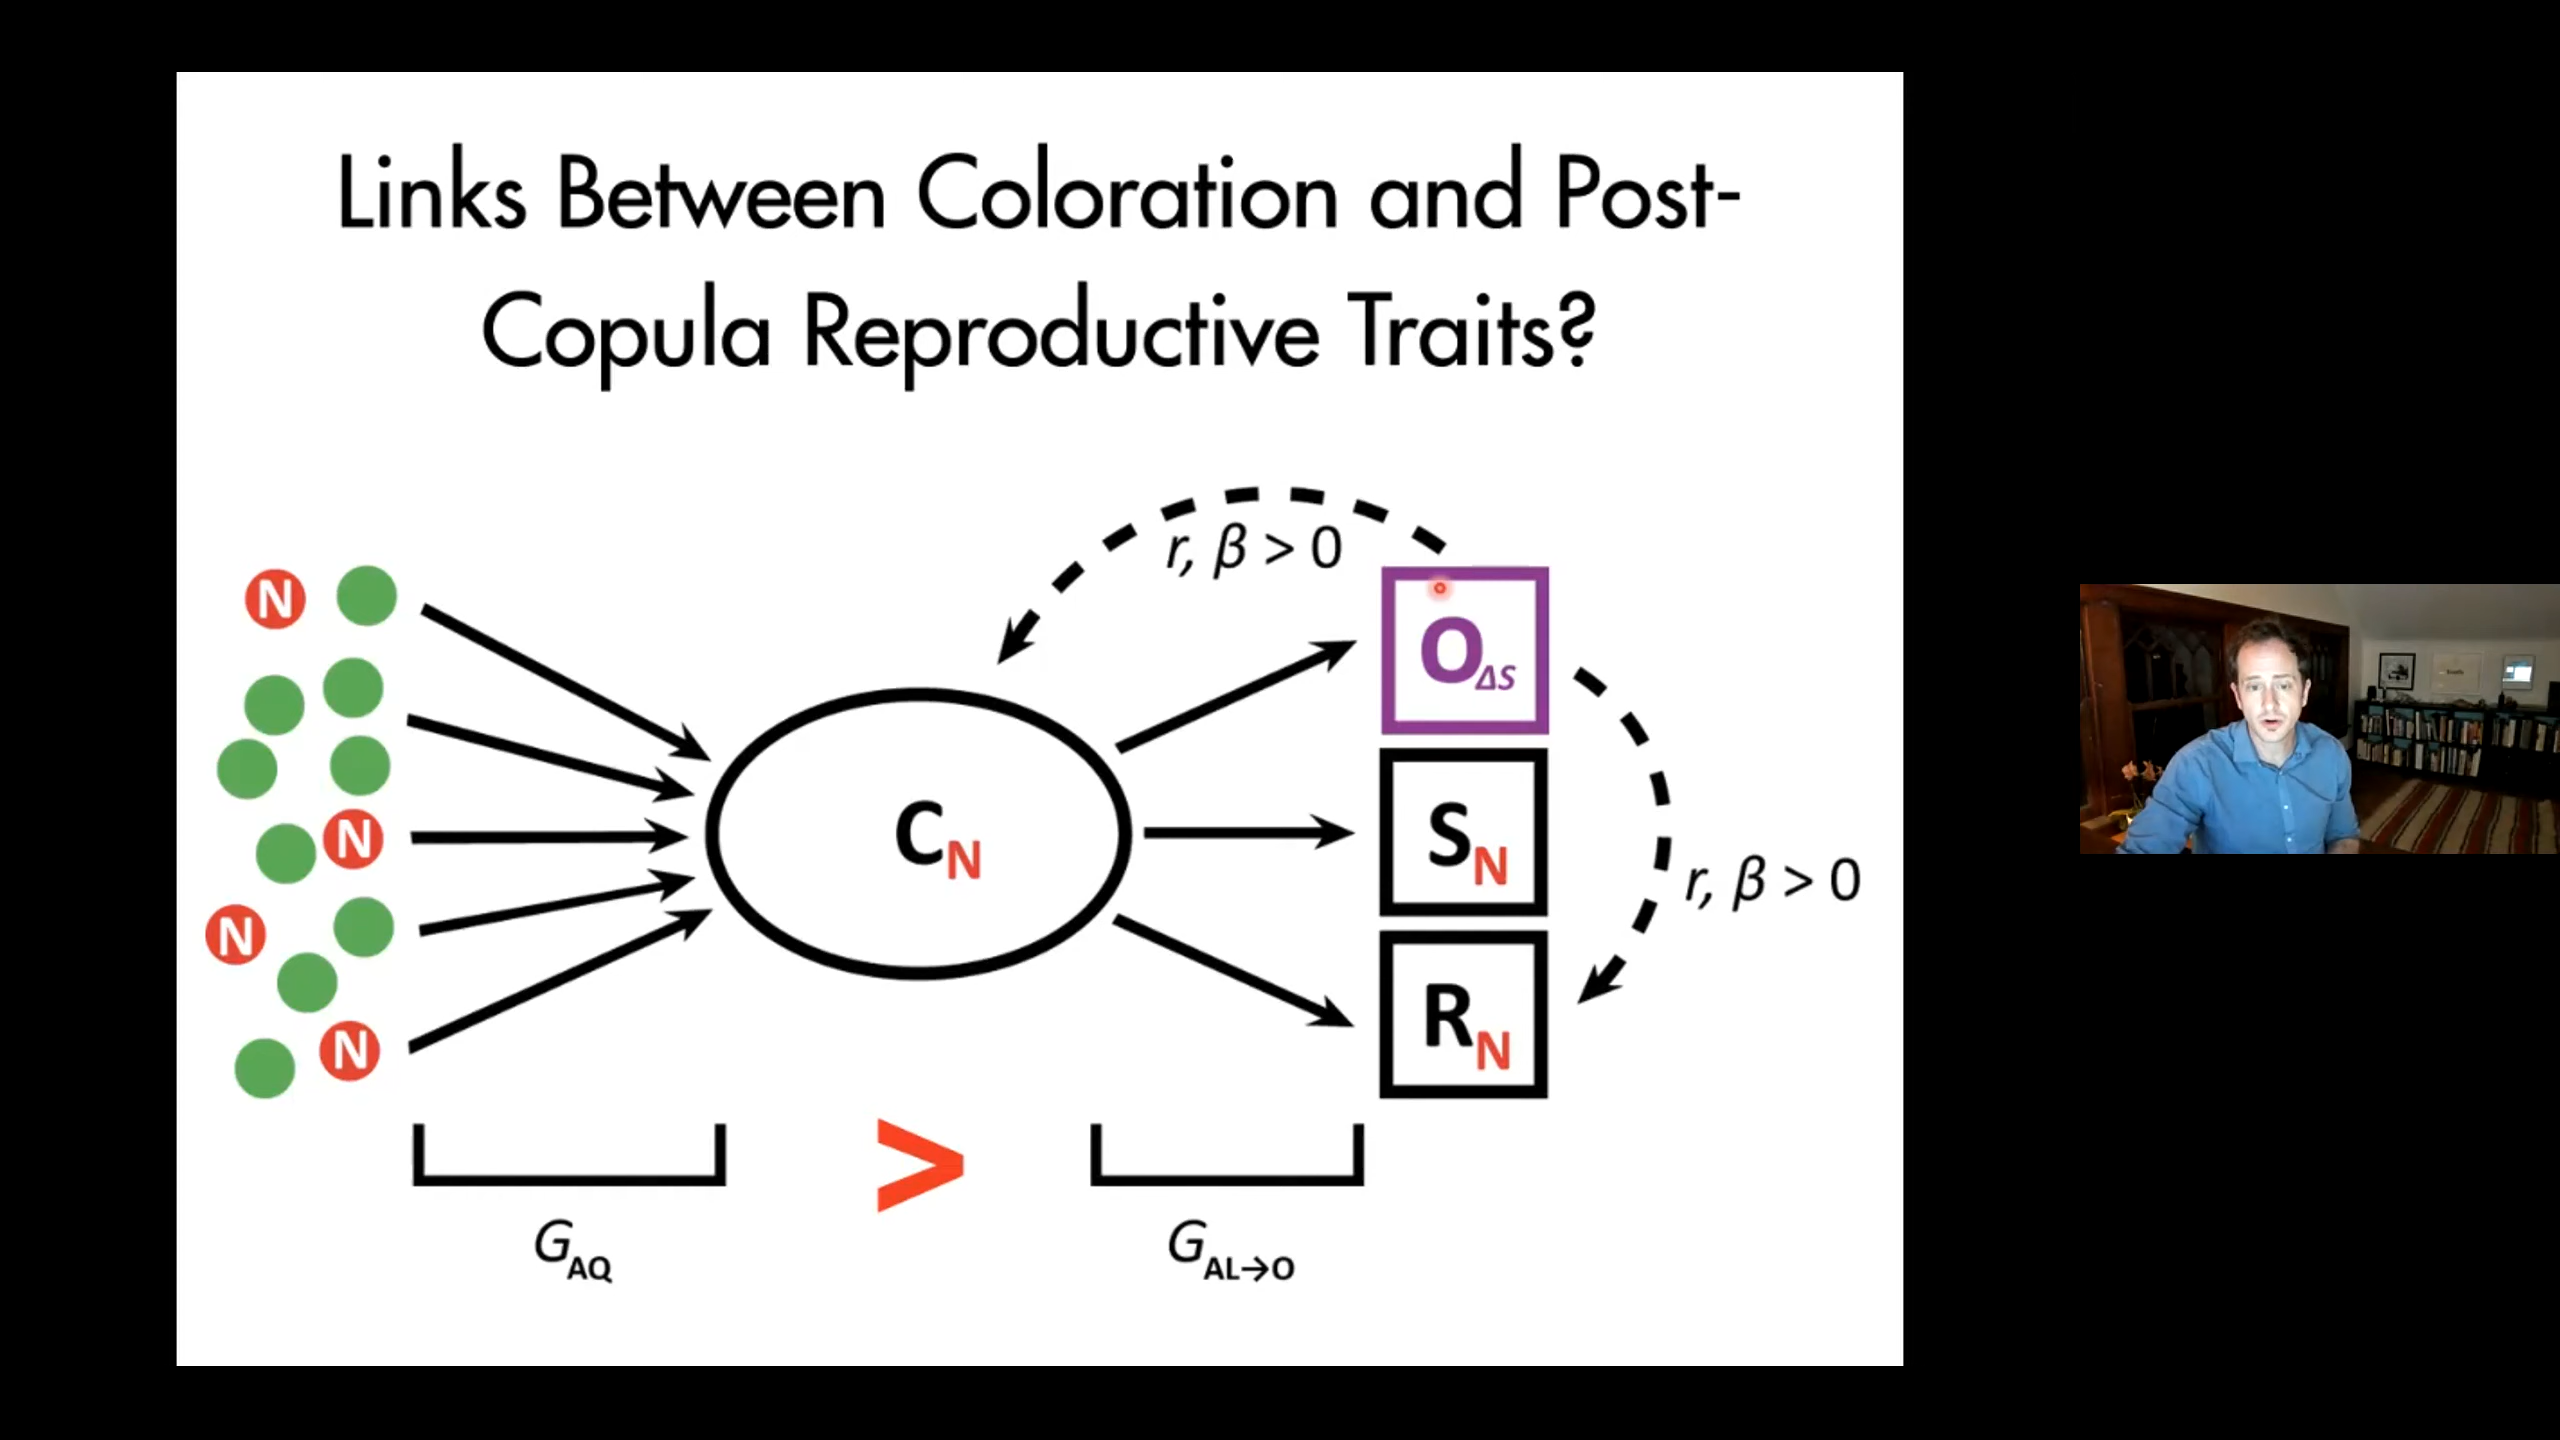 Links Between Coloration and Post-
Copula Reproductive Traits?
r, β > 0
N
O ΔS
N
C N
S N
r, β > 0
N
R N
N
>
G AQ
G AL→O